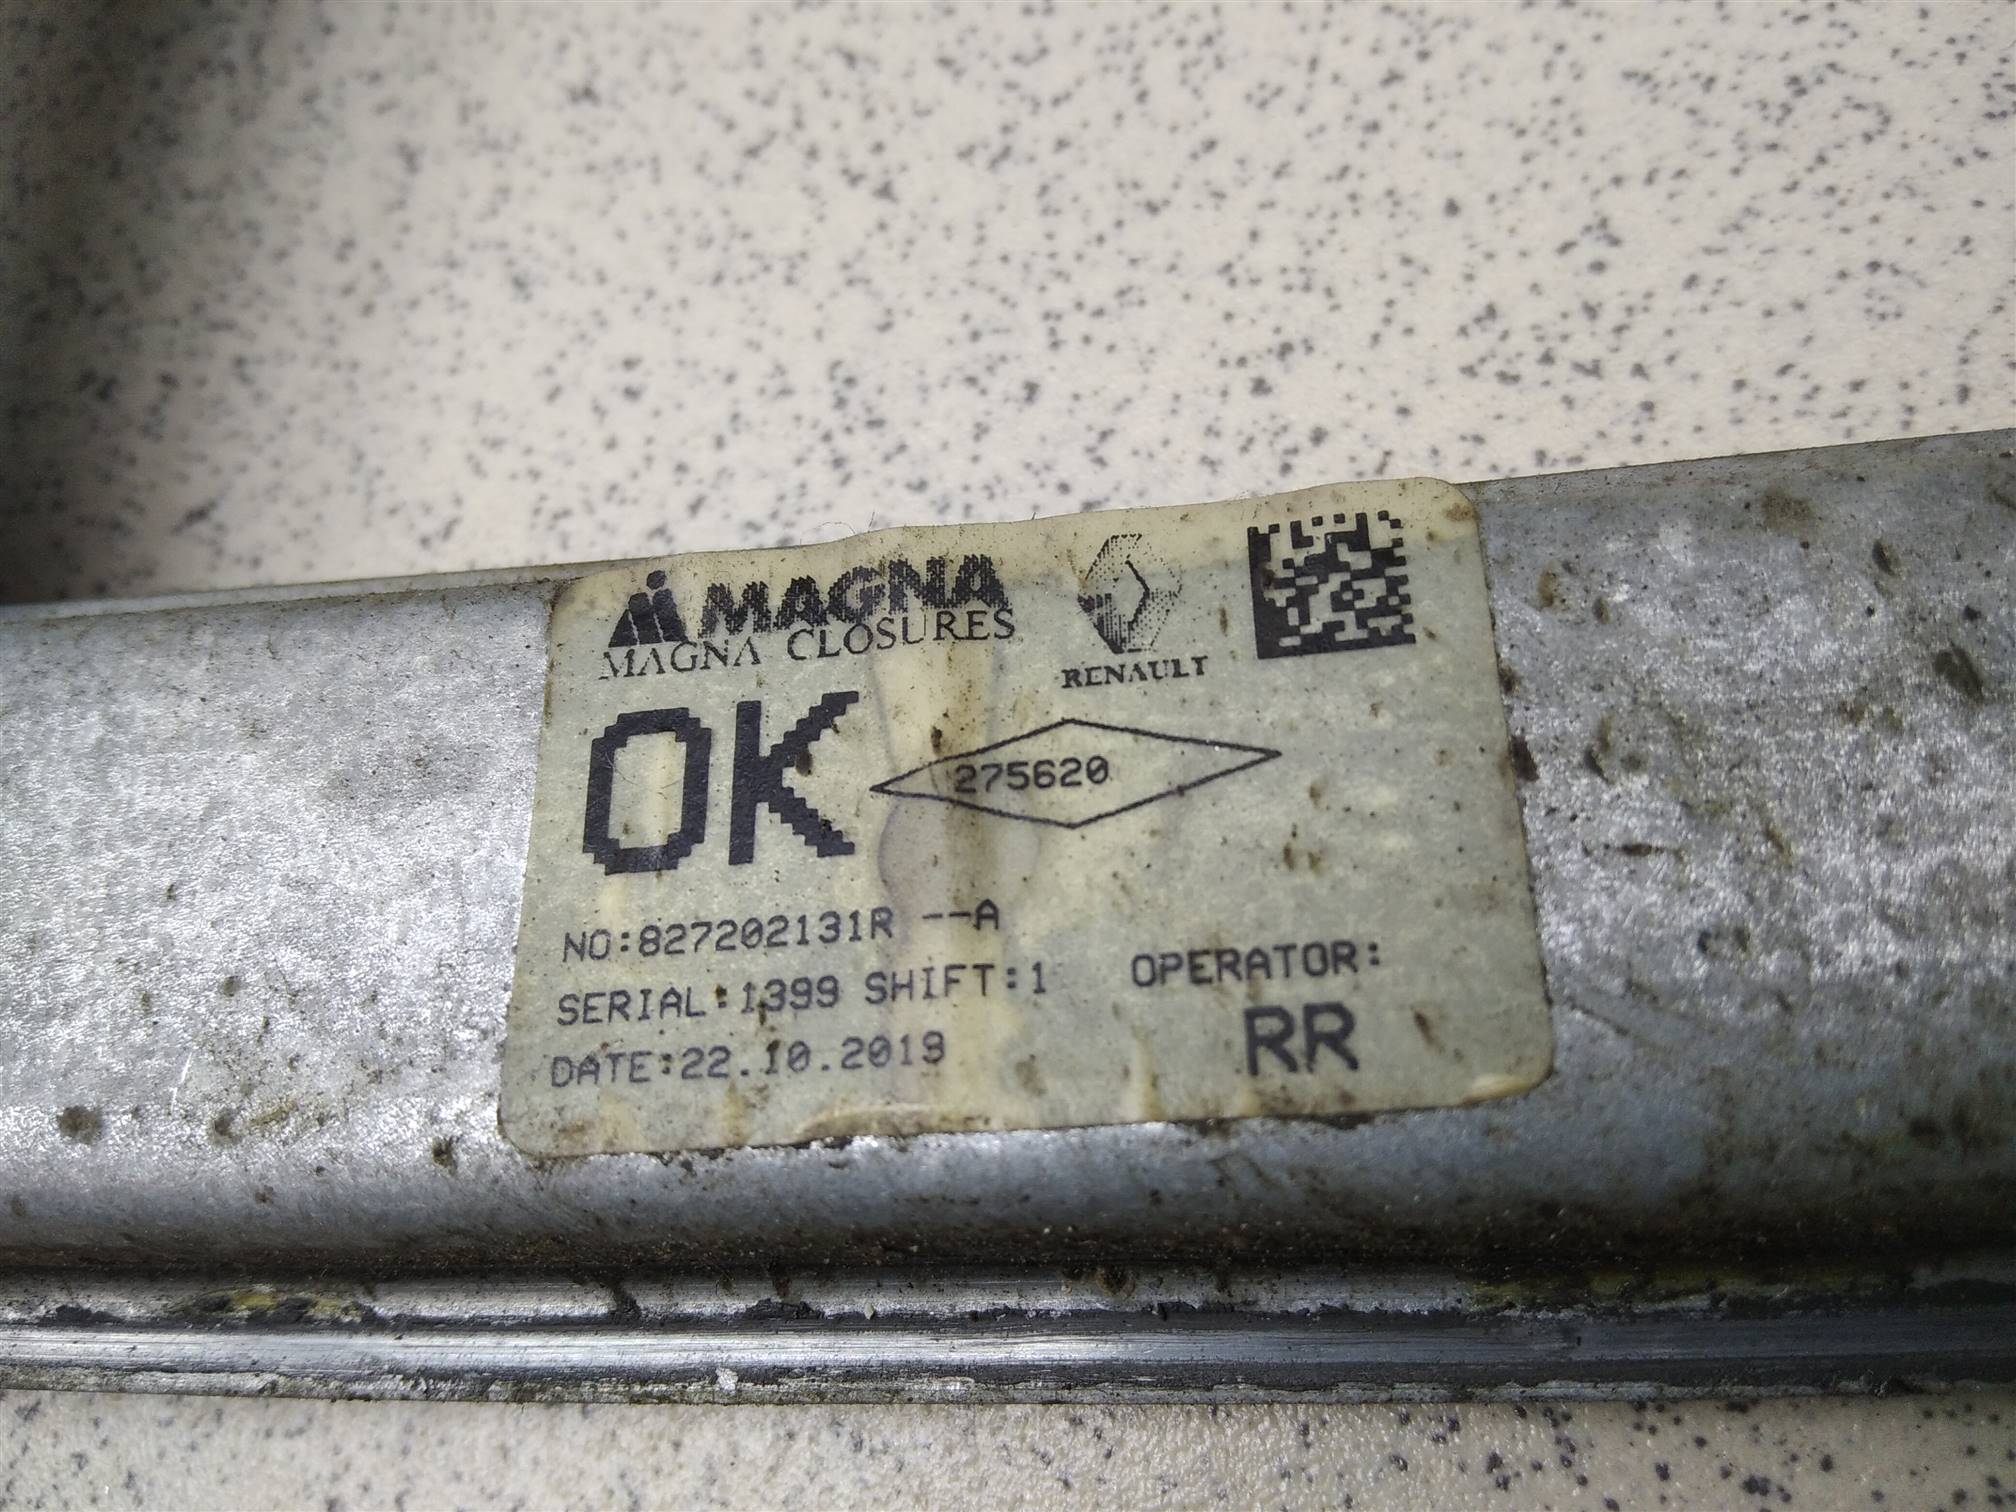 MAGNA
MAGNA CLOSURES
RENAULT
OK
275620
NO:827202131R --A
SERIAL:1399 SHIFT:1 OPERATOR:
DATE:22.10.2019 RR